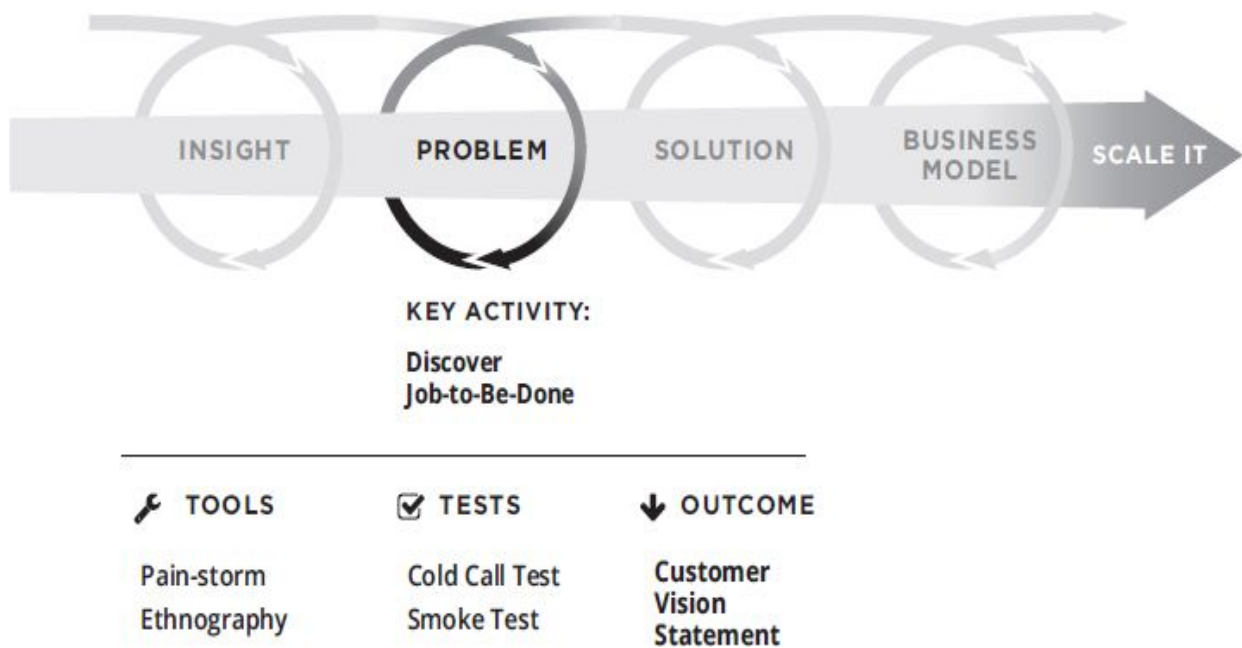 INSIGHT
PROBLEM
SOLUTION
BUSINESS
MODEL
SCALE IT
KEY ACTIVITY:
Discover
Job-to-Be-Done
TOOLS
Pain-storm
Ethnography
TESTS
Cold Call Test
Smoke Test
OUTCOME
Customer
Vision
Statement